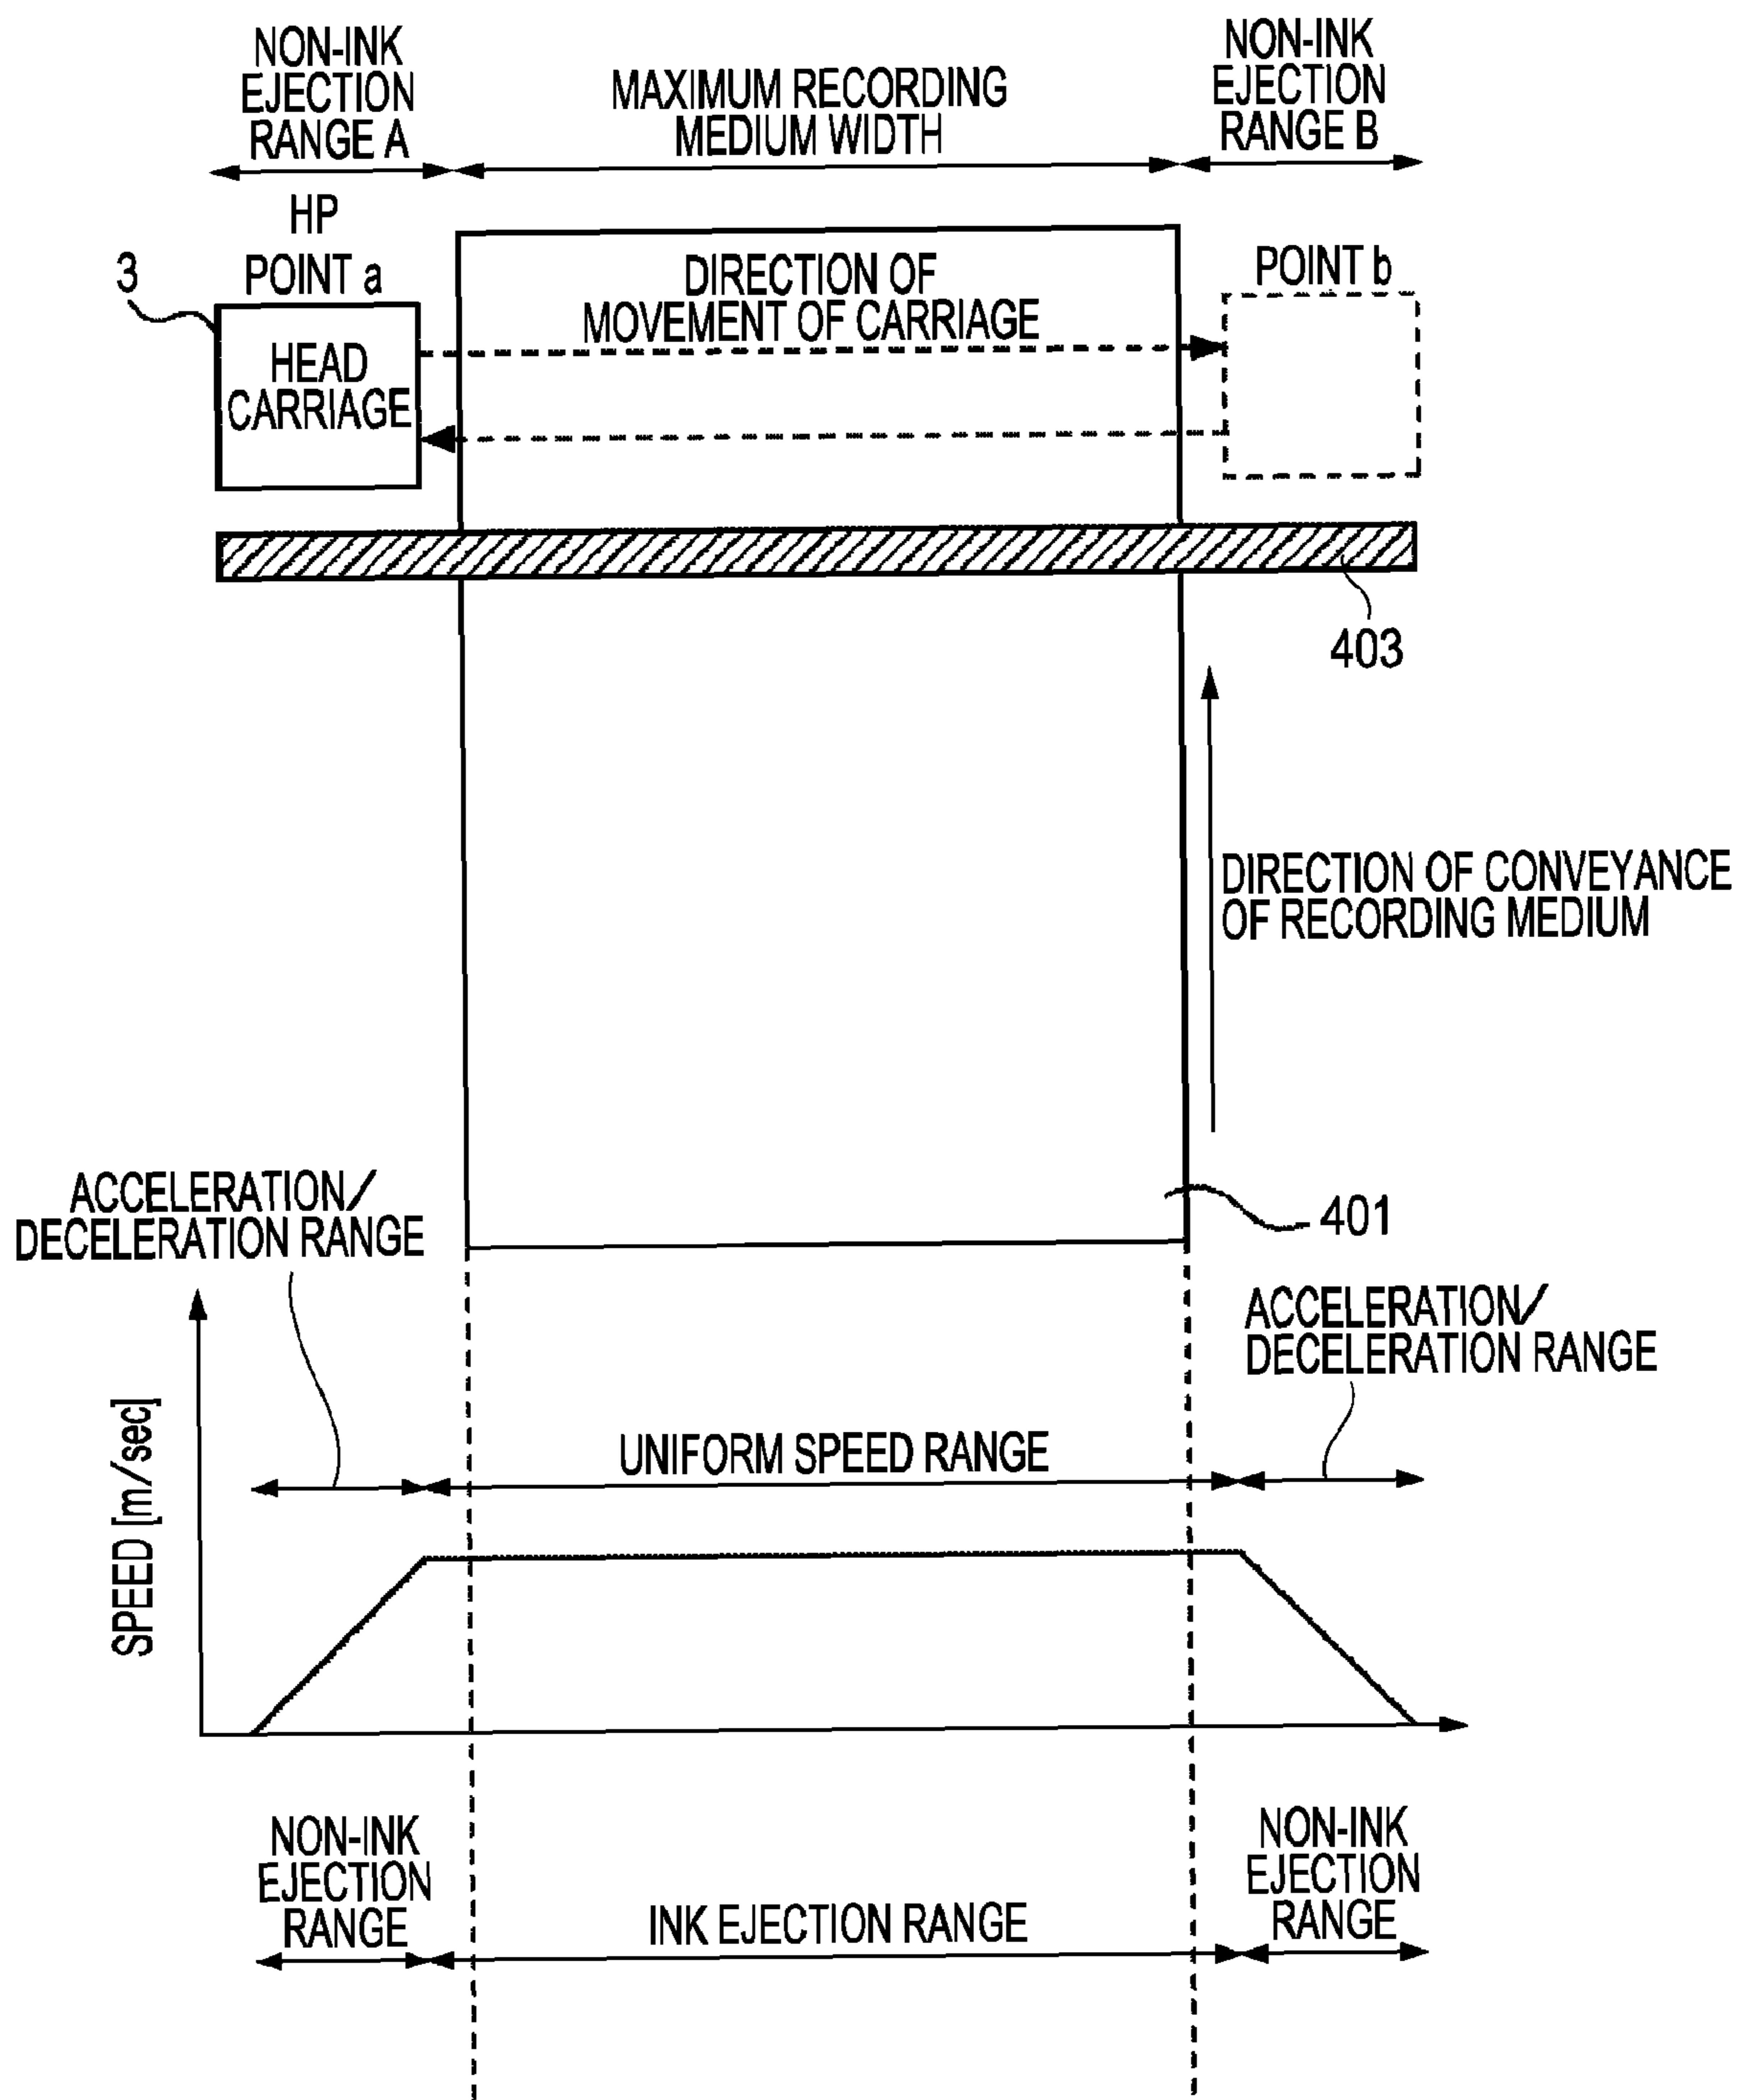 NON-INK
EJECTION
RANGE A
MAXIMUM RECORDING
MEDIUM WIDTH
NON-INK
EJECTION
RANGE B
HP
POINT a
3
HEAD
CARRIAGE
DIRECTION OF
MOVEMENT OF CARRIAGE
POINT b
403
DIRECTION OF CONVEYANCE
OF RECORDING MEDIUM
401
ACCELERATION/
DECELERATION RANGE
ACCELERATION/
DECELERATION RANGE
SPEED [m/sec]
UNIFORM SPEED RANGE
NON-INK
EJECTION
RANGE
INK EJECTION RANGE
NON-INK
EJECTION
RANGE